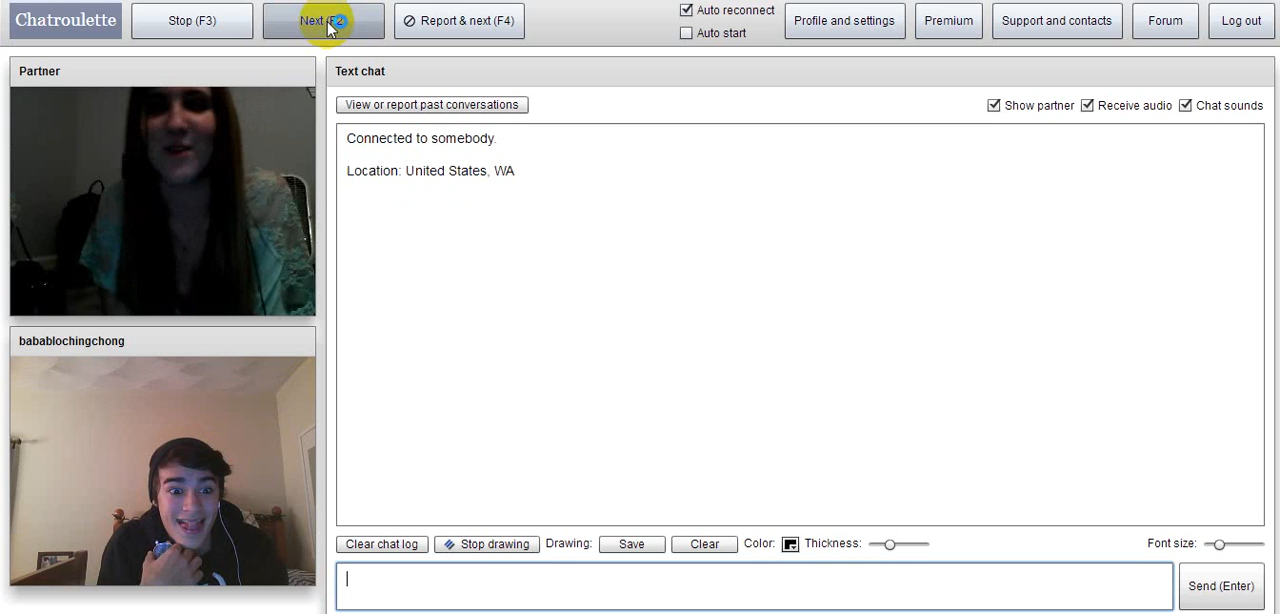 Chatroulette
Stop (F3)
Next (F2
Report & next (F4)
Auto reconnect
Auto start
Profile and settings
Premium
Support and contacts
Forum
Log out
Partner
Text chat
View or report past conversations
Show partner
Receive audio
Chat sounds
Connected to somebody.
Location: United States, WA
babablochingchong
Clear chat log
Stop drawing
Drawing:
Save
Clear
Color:
Thickness:
Font size:
Send (Enter)